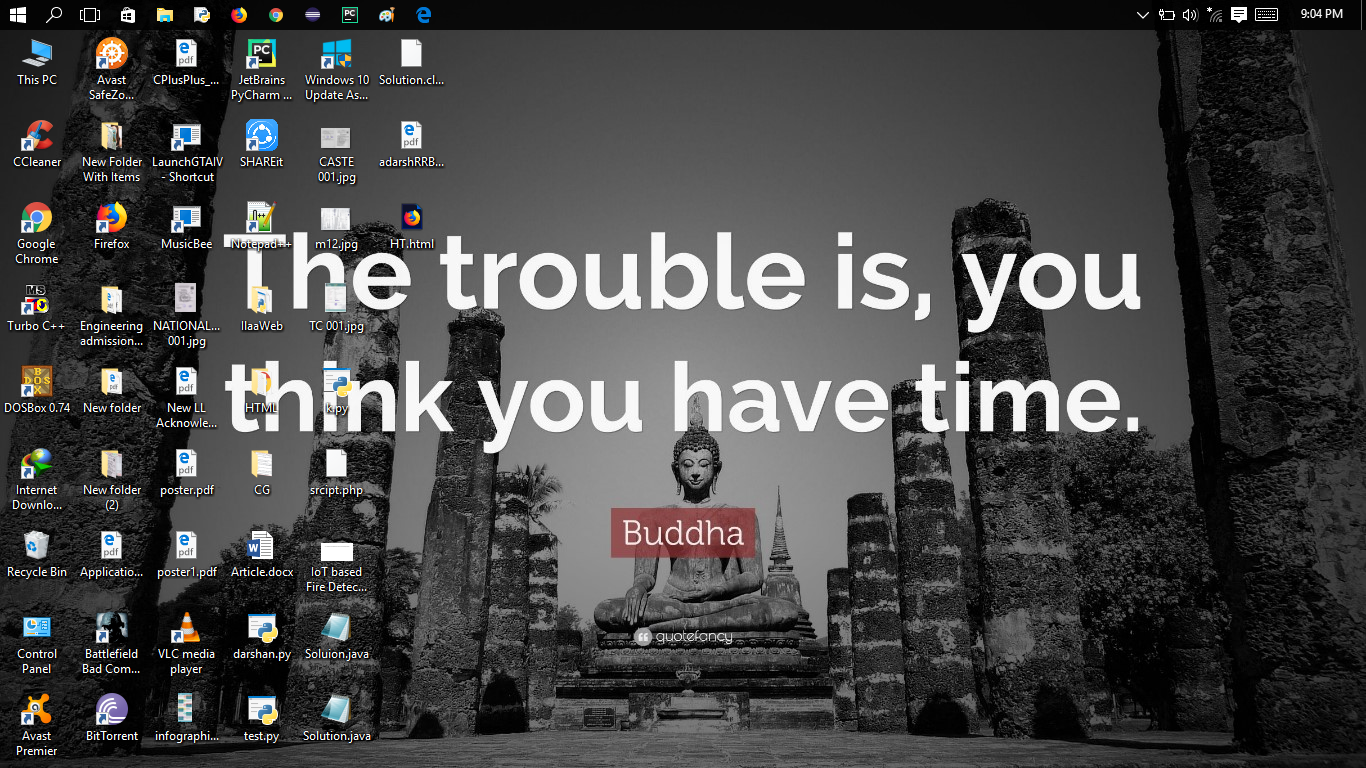 9:04 PM
This PC
Avast
SafeZo...
CPlusPlus_...
JetBrains
PyCharm ...
Windows 10
Update As...
Solution.cl...
CCleaner
New Folder
With Items
LaunchGTAIV
- Shortcut
SHAREit
CASTE
001.jpg
adarshRRB...
Google
Chrome
Firefox
MusicBee
Notepad++
m12.jpg
HT.html
Turbo C++
Engineering
admission...
NATIONAL...
001.jpg
IlaaWeb
TC 001.jpg
DOSBox 0.74
New folder
New LL
Acknowle...
HTML
k.py
Internet
Downlo...
New folder
(2)
poster.pdf
CG
srcipt.php
Recycle Bin
Applicatio...
poster1.pdf
Article.docx
IoT based
Fire Detec...
Control
Panel
Battlefield
Bad Com...
VLC media
player
darshan.py
Soluion.java
Avast
Premier
BitTorrent
infographi...
test.py
Solution.java
The trouble is, you
think you have time.
Buddha
quotefancy